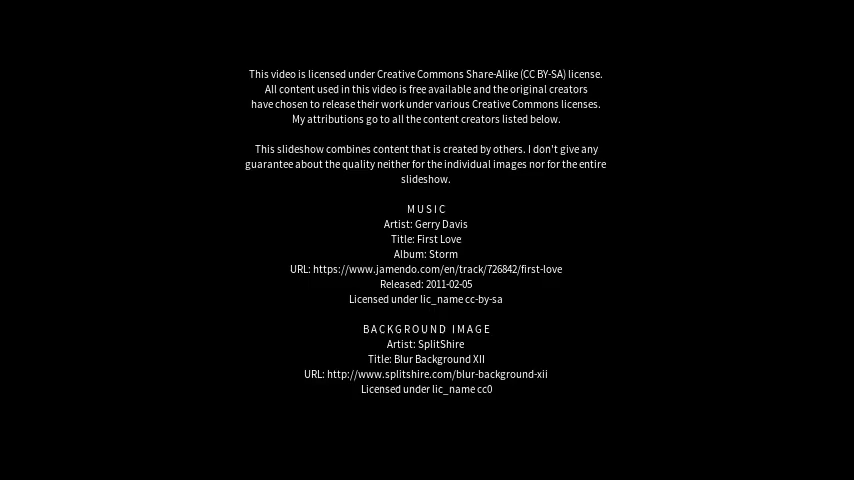 This video is licensed under Creative Commons Share-Alike (CC BY-SA) license.
All content used in this video is free available and the original creators
have chosen to release their work under various Creative Commons licenses.
My attributions go to all the content creators listed below.
This slideshow combines content that is created by others. I don't give any
guarantee about the quality neither for the individual images nor for the entire
slideshow.
MUSIC
Artist: Gerry Davis
Title: First Love
Album: Storm
URL: https://www.jamendo.com/en/track/726842/first-love
Released: 2011-02-05
Licensed under lic_name cc-by-sa
BACKGROUND IMAGE
Artist: SplitShire
Title: Blur Background XII
URL: http://www.splitshire.com/blur-background-xii
Licensed under lic_name cc0